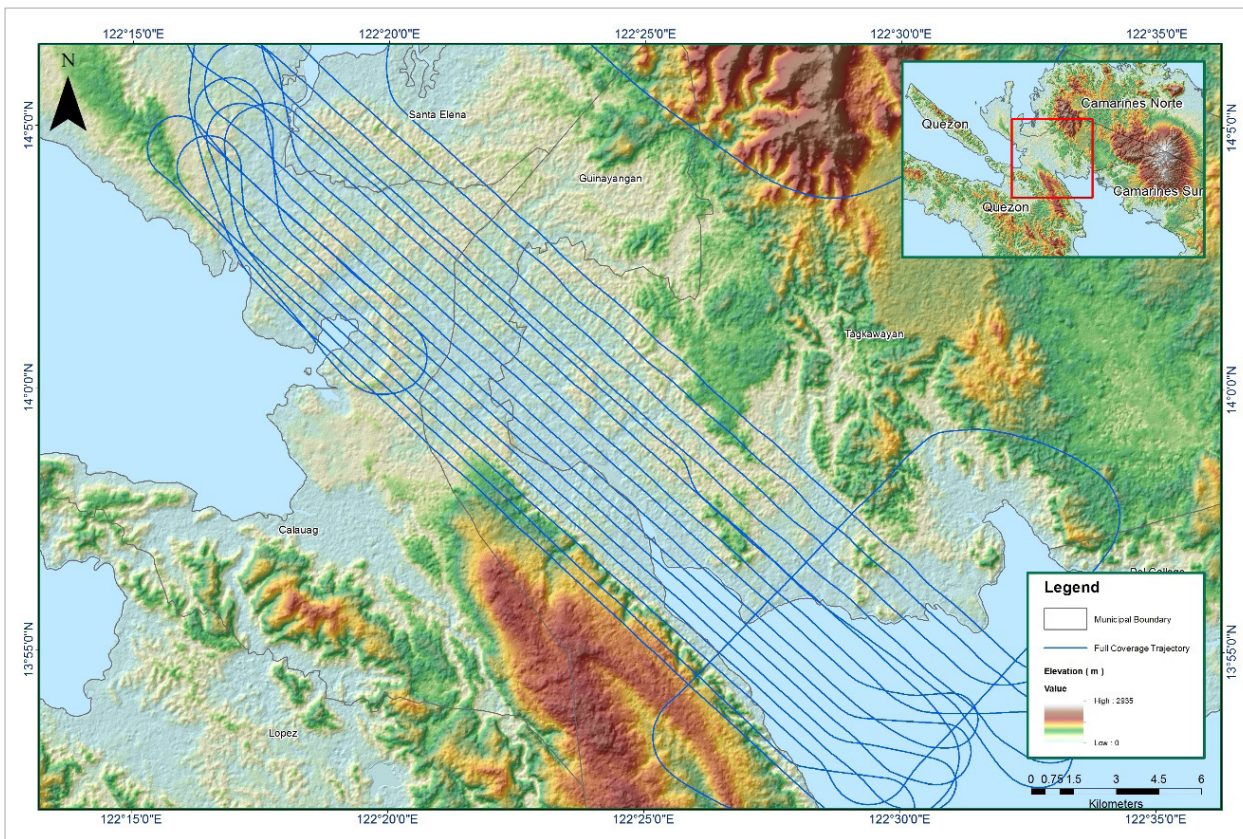 122°15'0"E
122°20'0"E
122°25'0"E
122°30'0"E
122°35'0"E
N
14°5'0"N
14°5'0"N
14°0'0"N
14°0'0"N
13°55'0"N
13°55'0"N
Santa Elena
Guinayangan
Tagkawayan
Calauag
Lopez
Quezon
Camarines Norte
Camarines Sur
Quezon
Legend
Municipal Boundary
Full Coverage Trajectory
Elevation ( m )
Value
High : 2935
Low : 0
0 0.75 1.5 3 4.5 6
Kilometers
122°15'0"E
122°20'0"E
122°25'0"E
122°30'0"E
122°35'0"E